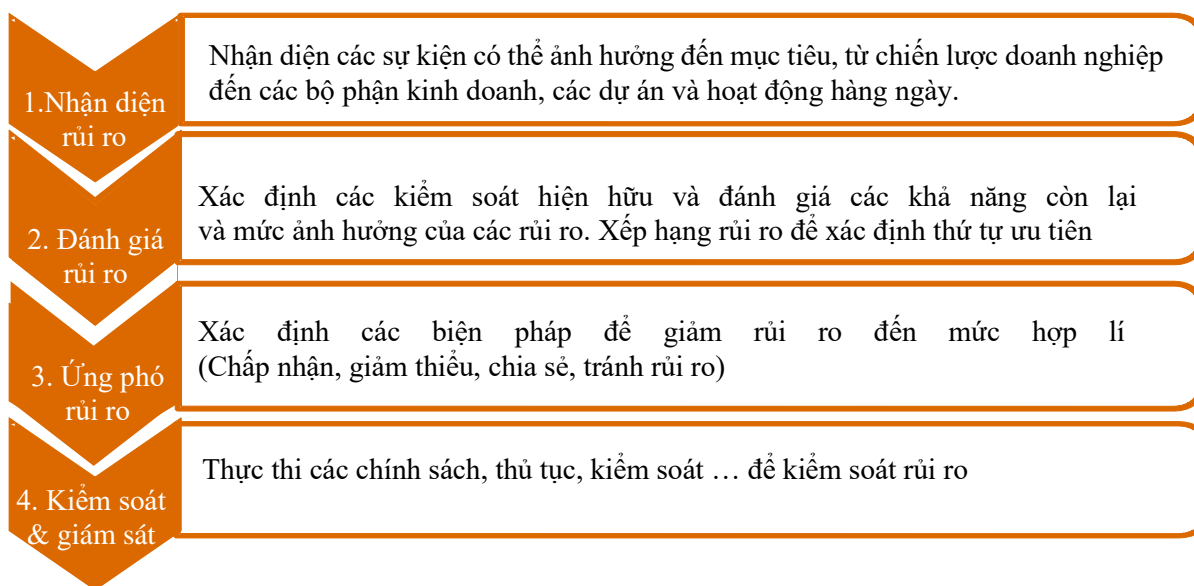 1.Nhận diện
rủi ro
Nhận diện các sự kiện có thể ảnh hưởng đến mục tiêu, từ chiến lược doanh nghiệp
đến các bộ phận kinh doanh, các dự án và hoạt động hàng ngày.
2. Đánh giá
rủi ro
Xác định các kiểm soát hiện hữu và đánh giá các khả năng còn lại
và mức ảnh hưởng của các rủi ro. Xếp hạng rủi ro để xác định thứ tự ưu tiên
3. Ứng phó
rủi ro
Xác định các biện pháp để giảm rủi ro đến mức hợp lí
(Chấp nhận, giảm thiểu, chia sẻ, tránh rủi ro)
4. Kiểm soát
& giám sát
Thực thi các chính sách, thủ tục, kiểm soát … để kiểm soát rủi ro